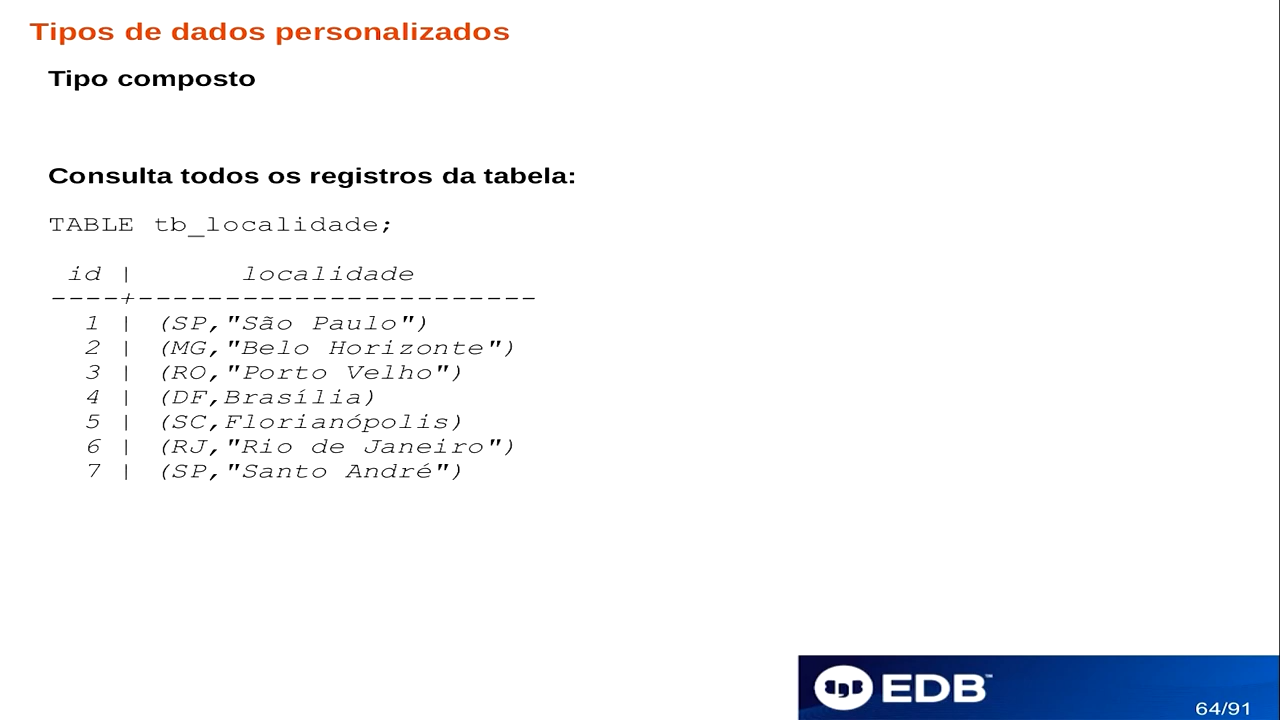 Tipos de dados personalizados
Tipo composto
Consulta todos os registros da tabela:
TABLE tb_localidade;
id | localidade
----+-----------------------
1 | (SP,"São Paulo")
2 | (MG,"Belo Horizonte")
3 | (RO,"Porto Velho")
4 | (DF,Brasília)
5 | (SC,Florianópolis)
6 | (RJ,"Rio de Janeiro")
7 | (SP,"Santo André")
EDB™
64/91